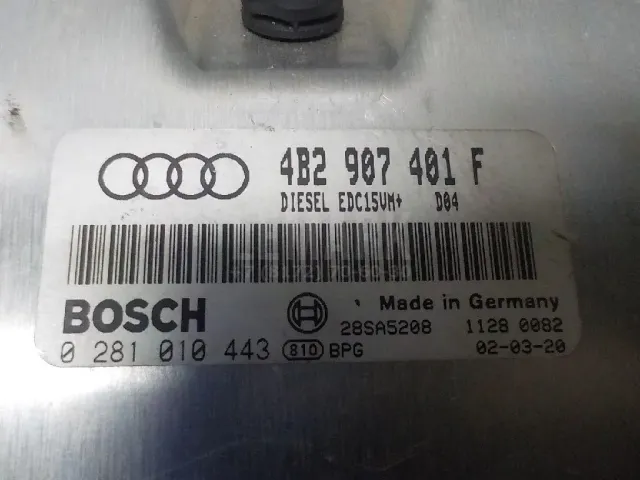 4B2 907 401 F
DIESEL EDC15VM+ D04
BOSCH
Made in Germany
28SA5208 1128 0082
0 281 010 443 810 BPG 02-03-20